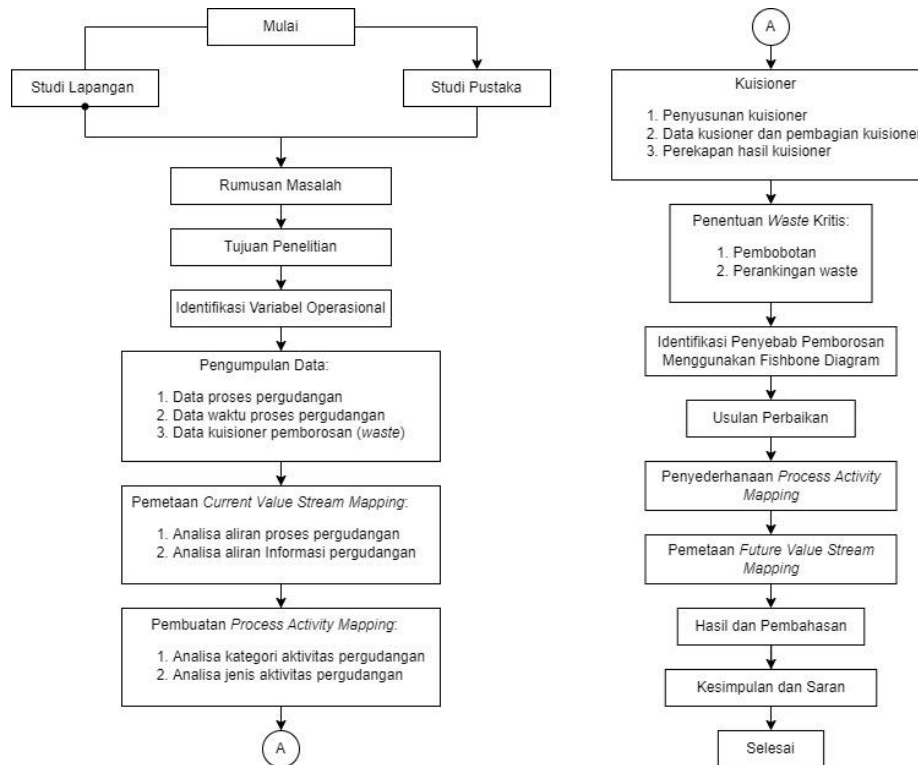 Mulai
Studi Lapangan
Studi Pustaka
Rumusan Masalah
Tujuan Penelitian
Identifikasi Variabel Operasional
Pengumpulan Data:
1. Data proses pergudangan
2. Data waktu proses pergudangan
3. Data kuisioner pemborosan (waste)
Pemetaan Current Value Stream Mapping:
1. Analisa aliran proses pergudangan
2. Analisa aliran Informasi pergudangan
Pembuatan Process Activity Mapping:
1. Analisa kategori aktivitas pergudangan
2. Analisa jenis aktivitas pergudangan
A
A
Kuisioner
1. Penyusunan kuisioner
2. Data kusioner dan pembagian kuisioner
3. Perekapan hasil kuisioner
Penentuan Waste Kritis:
1. Pembobotan
2. Perankingan waste
Identifikasi Penyebab Pemborosan
Menggunakan Fishbone Diagram
Usulan Perbaikan
Penyederhanaan Process Activity
Mapping
Pemetaan Future Value Stream
Mapping
Hasil dan Pembahasan
Kesimpulan dan Saran
Selesai